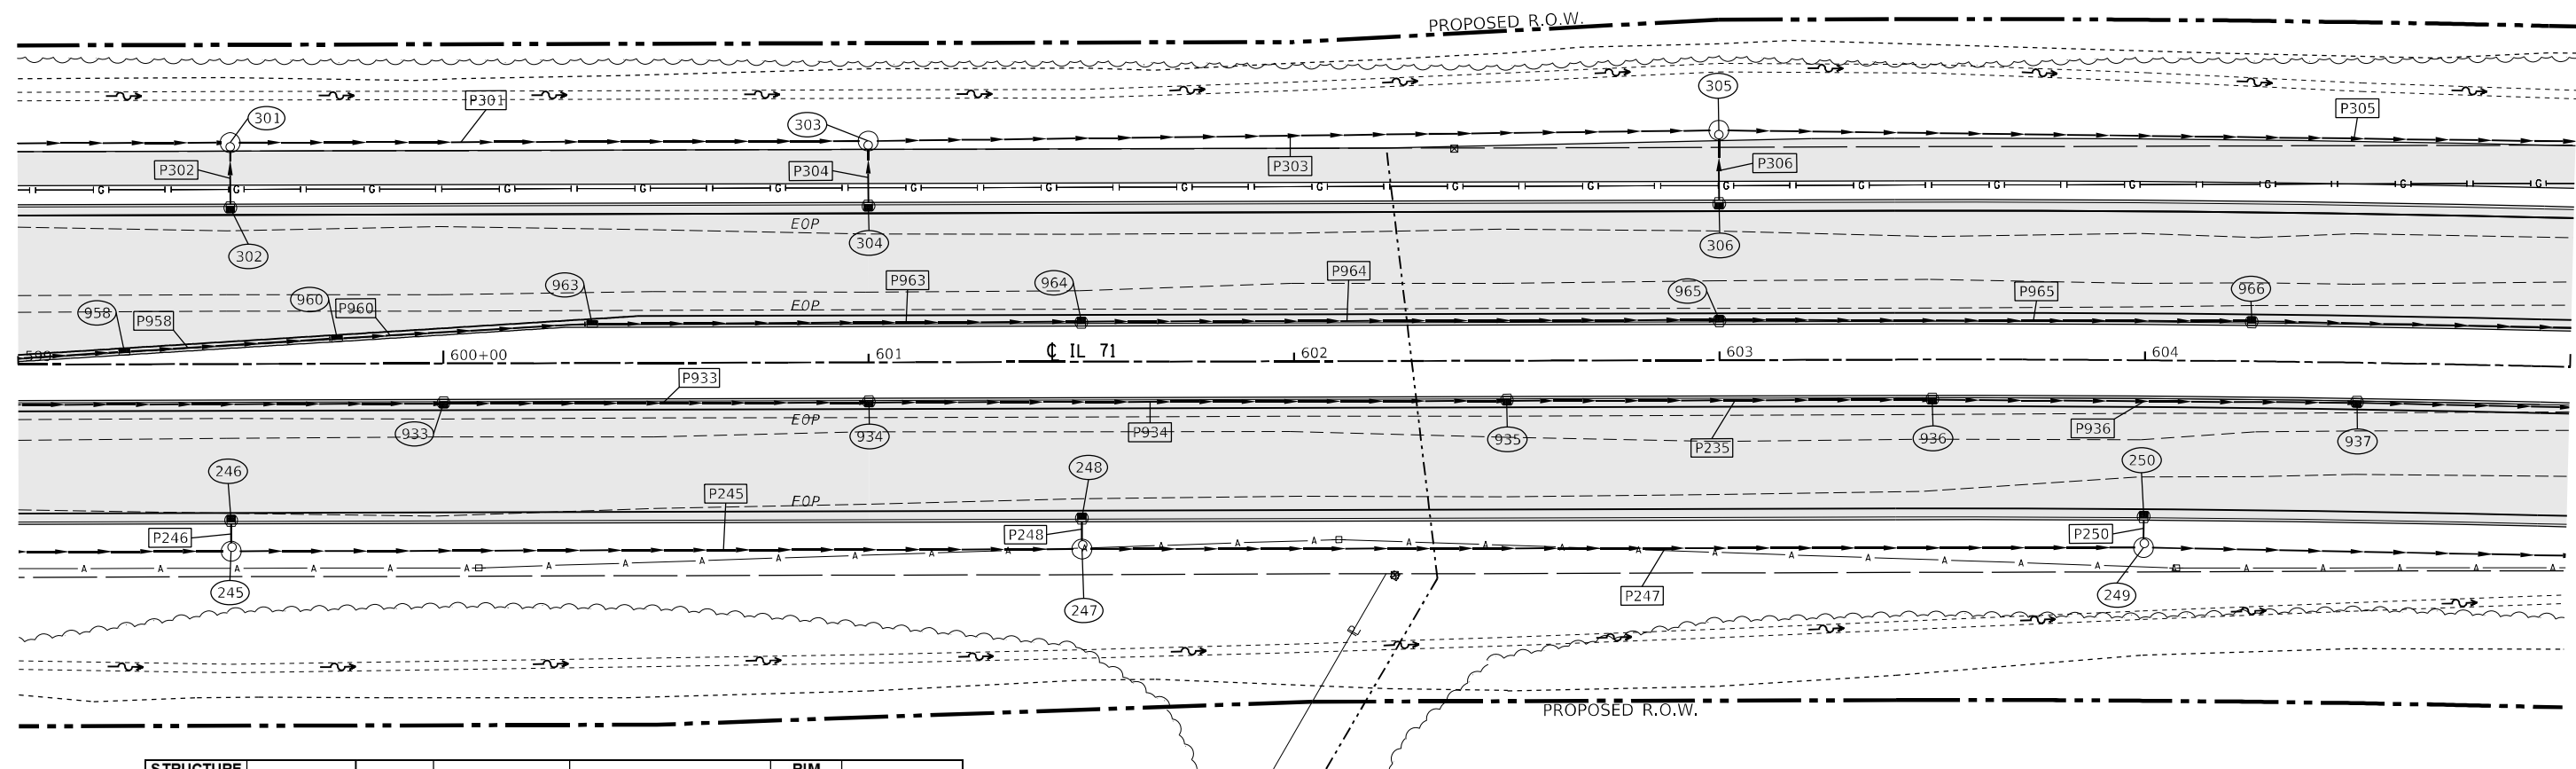 PROPOSED R.O.W.
301 P301 303 305 P305
P302 P304 P303 P306
G G G G G G G G G G G G G G G G G G G
302 EOP 304 306
958 P958 960 P960 963 P963 964 P964 965 P965 966
EOP
599 600+00 601 ℄ IL 71 602 603 604
P933
933 EOP 934 P934 935 P235 936 P936 937
246 P245 EOP 248 250
P246 P248 P250
A A A A A A A A A A A A A A A A A A A A A A A A A A A A A A A A A
245 247 P247 249
PROPOSED R.O.W.
STRUCTURE RIM